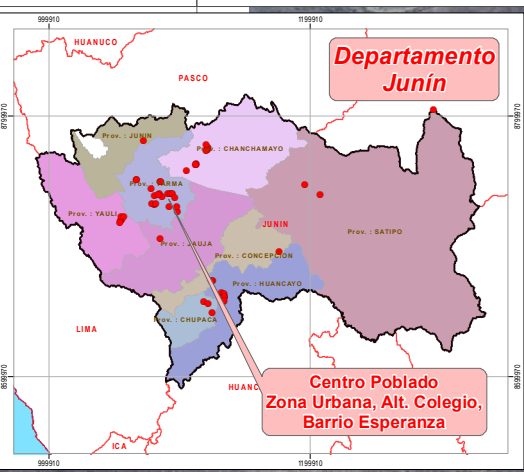 999910
1199910
HUANUCO
PASCO
Departamento
Junín
8799970
8799970
Prov. : JUNIN
Prov. : CHANCHAMAYO
Prov. : TARMA
Prov. : YAULI
JUNIN
Prov. : SATIPO
Prov. : JAUJA
Prov. : CONCEPCION
Prov. : HUANCAYO
Prov. : CHUPACA
LIMA
8599970
8599970
HUANC
Centro Poblado
Zona Urbana, Alt. Colegio,
Barrio Esperanza
ICA
999910
1199910